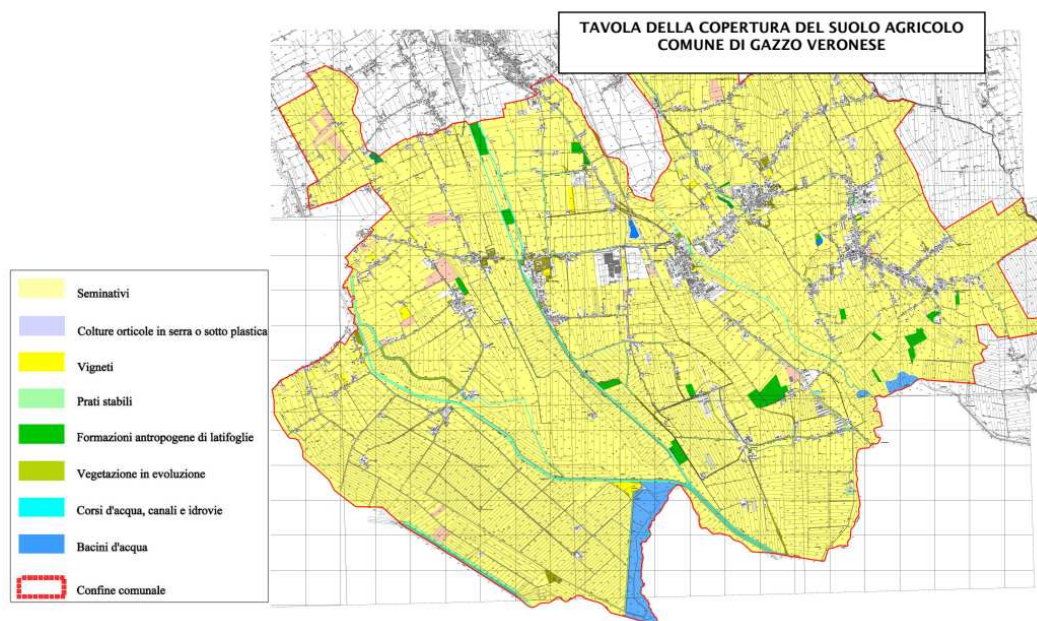 TAVOLA DELLA COPERTURA DEL SUOLO AGRICOLO
COMUNE DI GAZZO VERONESE
Seminativi
Colture orticole in serra o sotto plastica
Vigneti
Prati stabili
Formazioni antropogene di latifoglie
Vegetazione in evoluzione
Corsi d'acqua, canali e idrovie
Bacini d'acqua
Confine comunale